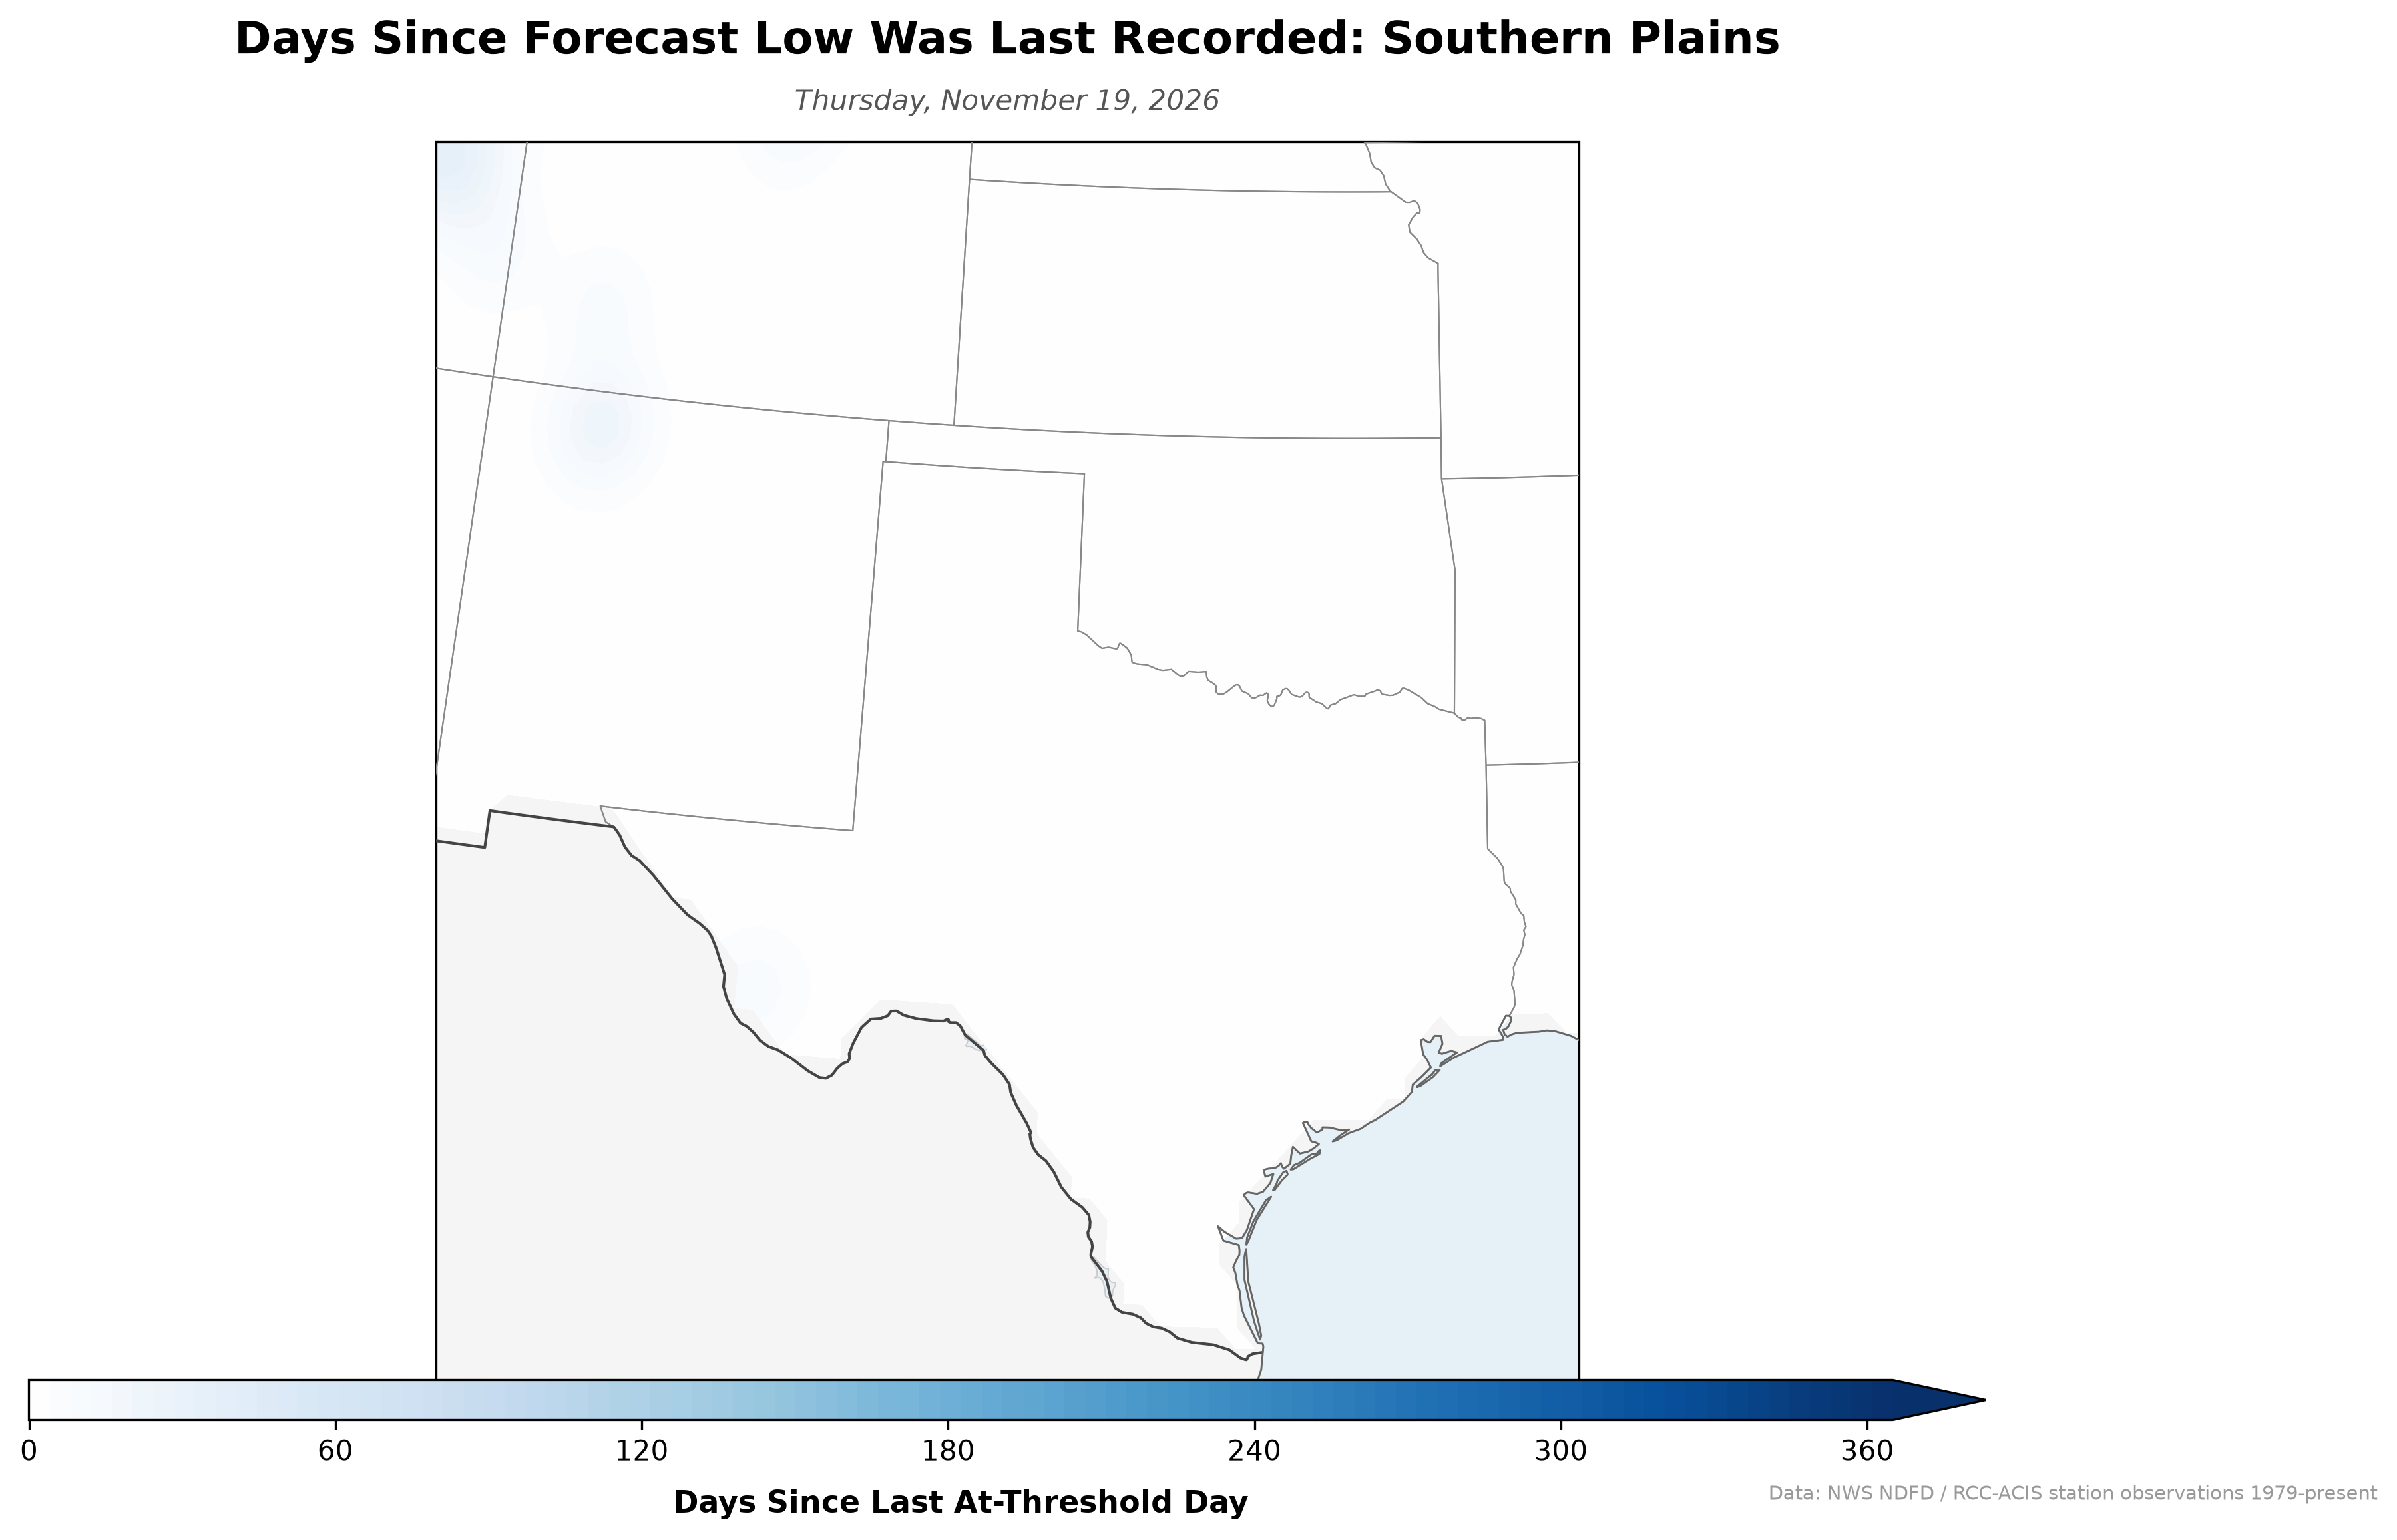 Days Since Forecast Low Was Last Recorded: Southern Plains
Thursday, November 19, 2026
0 60 120 180 240 300 360
Days Since Last At-Threshold Day
Data: NWS NDFD / RCC-ACIS station observations 1979-present